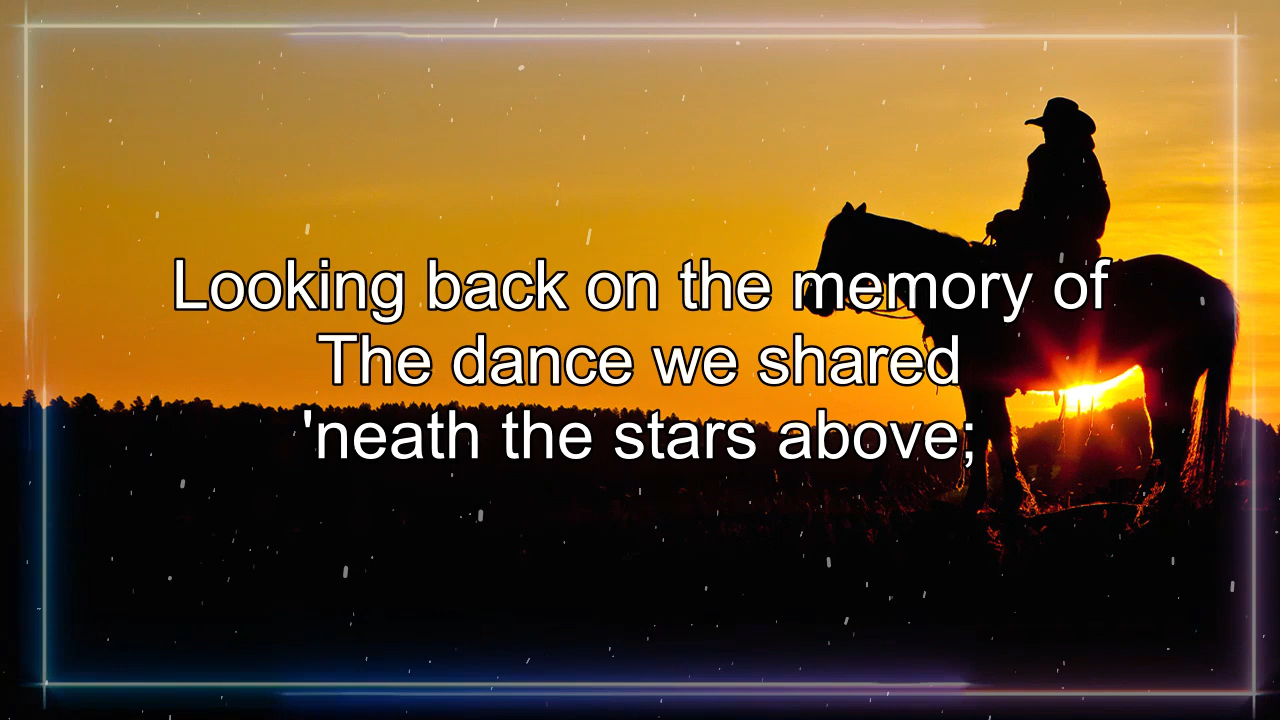 Looking back on the memory of
The dance we shared
'neath the stars above;